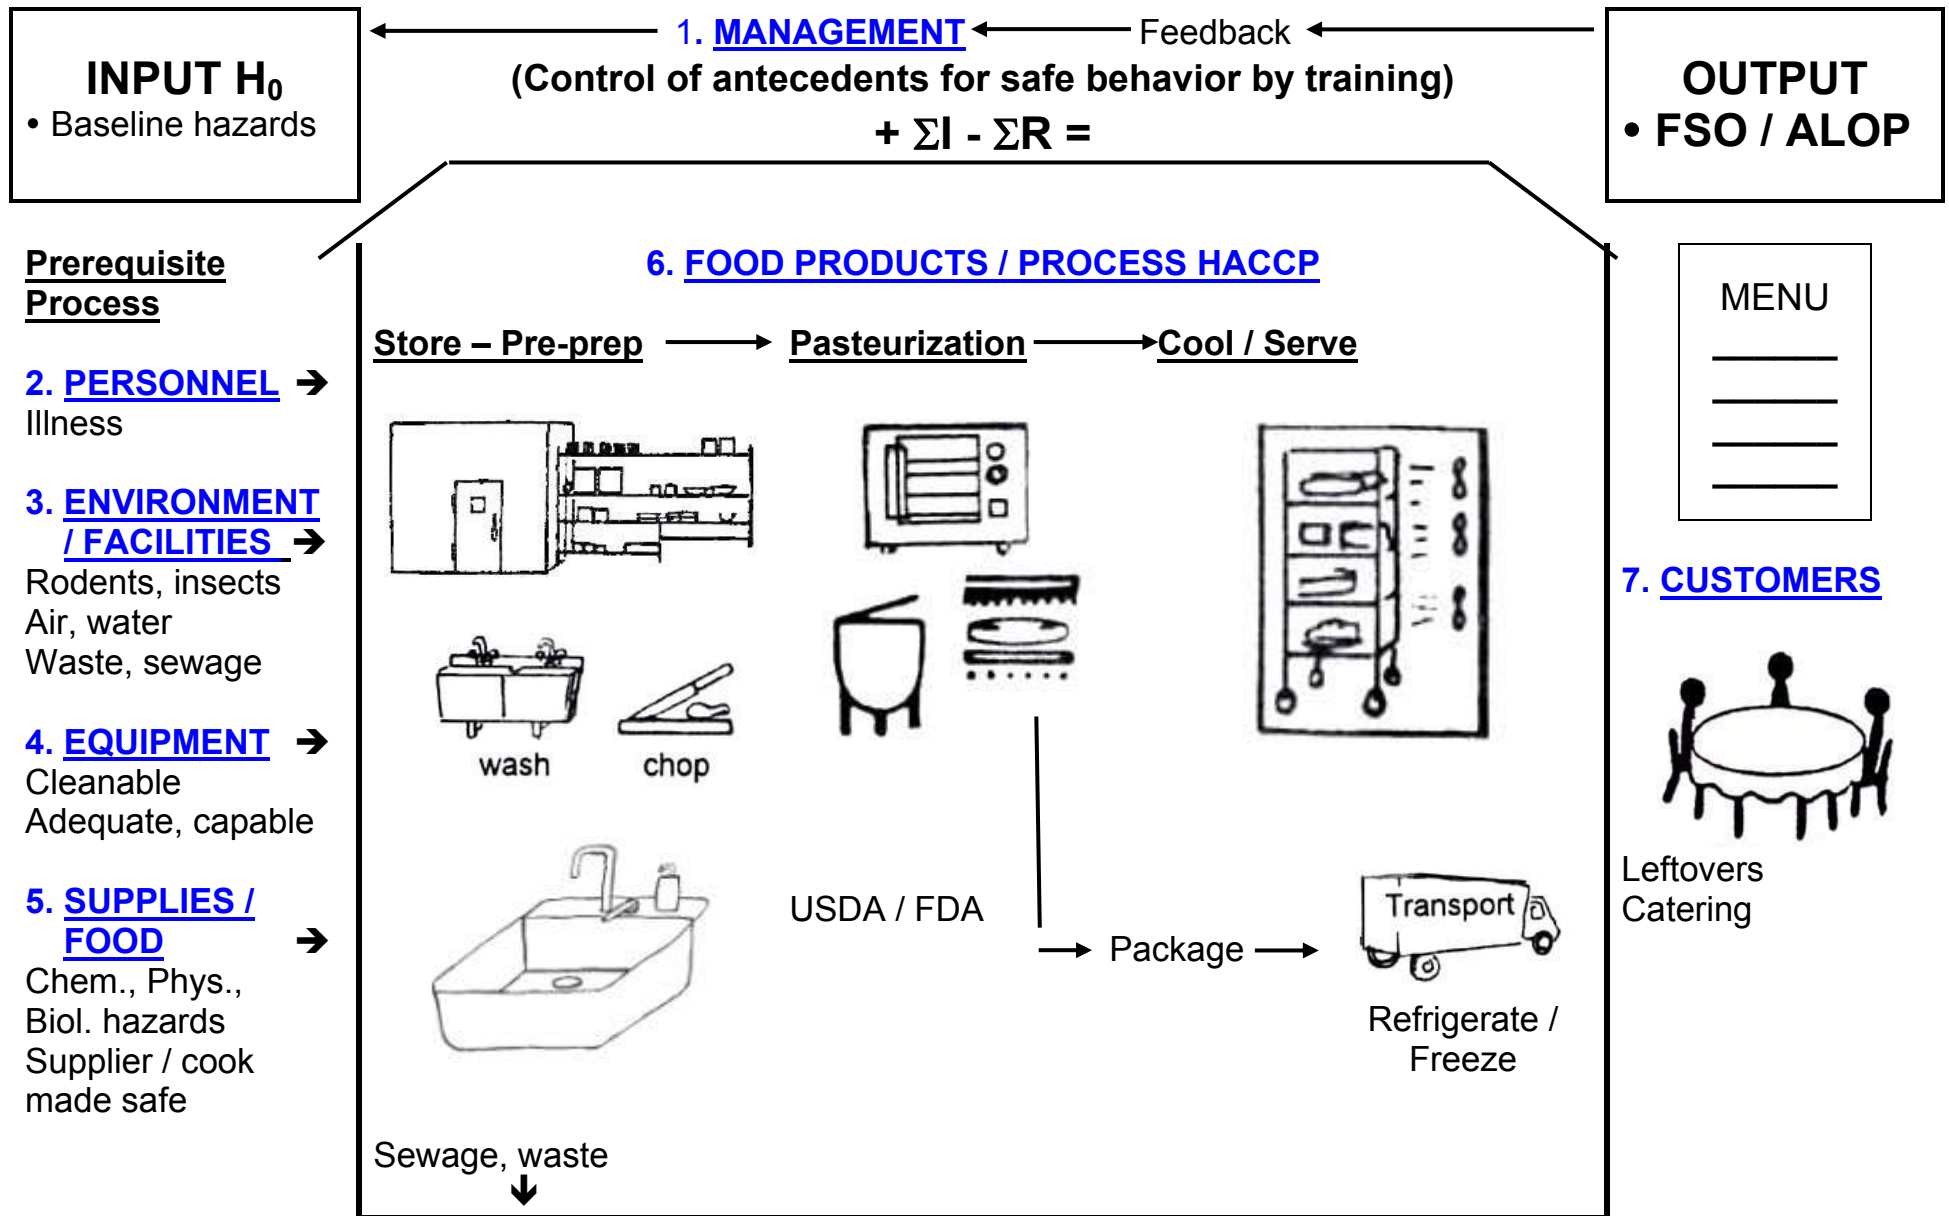 INPUT H₀
• Baseline hazards
1. MANAGEMENT
Feedback
(Control of antecedents for safe behavior by training)
+ ΣI - ΣR =
OUTPUT
• FSO / ALOP
Prerequisite
Process
2. PERSONNEL ➔
Illness
3. ENVIRONMENT
/ FACILITIES ➔
Rodents, insects
Air, water
Waste, sewage
4. EQUIPMENT ➔
Cleanable
Adequate, capable
5. SUPPLIES /
FOOD ➔
Chem., Phys.,
Biol. hazards
Supplier / cook
made safe
6. FOOD PRODUCTS / PROCESS HACCP
Store – Pre-prep
Pasteurization
Cool / Serve
wash
chop
USDA / FDA
Package
Transport
Refrigerate /
Freeze
Sewage, waste
MENU
7. CUSTOMERS
Leftovers
Catering